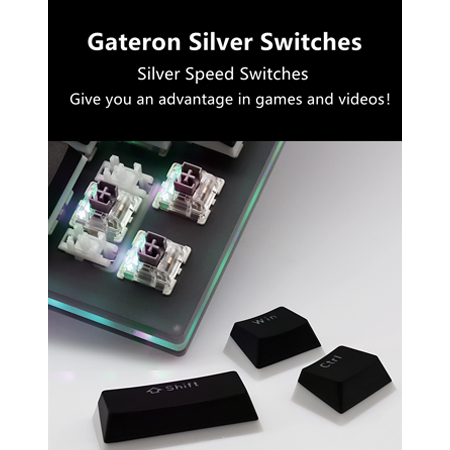 Gateron Silver Switches
Silver Speed Switches
Give you an advantage in games and videos!
Win
Ctrl
Shift